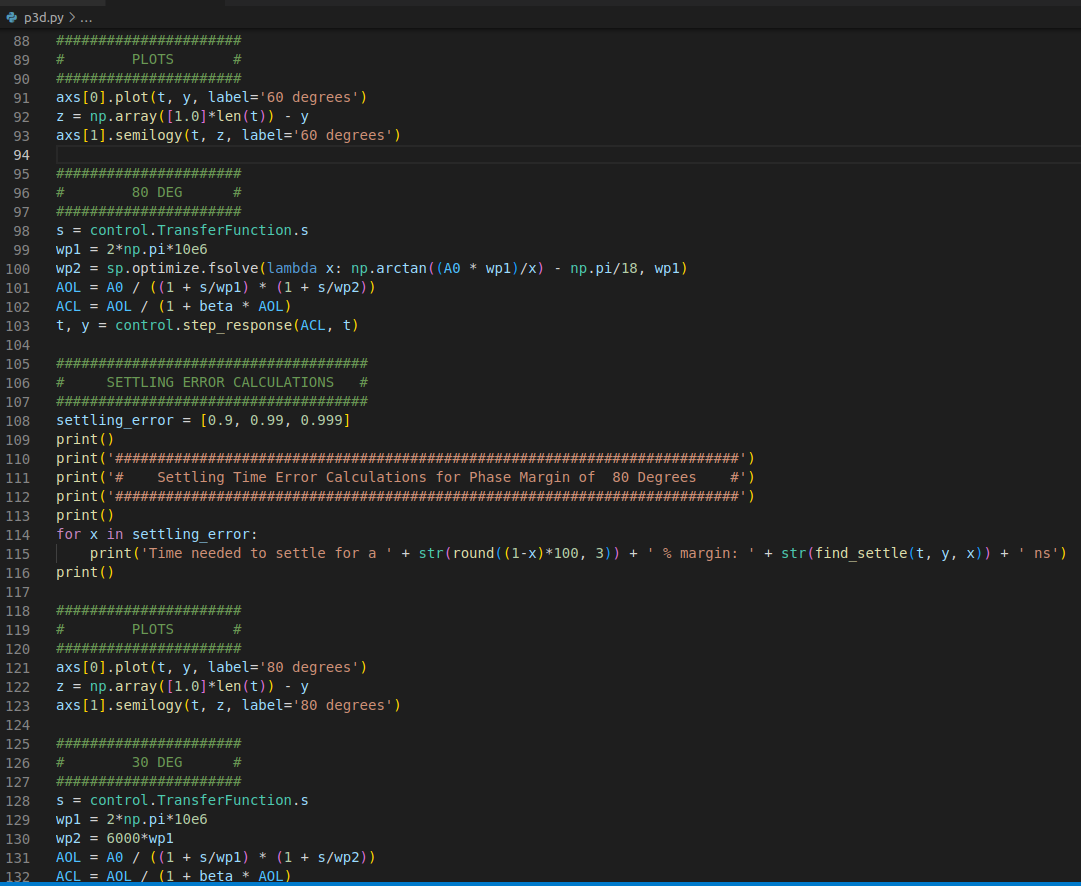 p3d.py > ...
88 ######################
89 #        PLOTS       #
90 ######################
91 axs[0].plot(t, y, label='60 degrees')
92 z = np.array([1.0]*len(t)) - y
93 axs[1].semilogy(t, z, label='60 degrees')
94
95 ######################
96 #        80 DEG      #
97 ######################
98 s = control.TransferFunction.s
99 wp1 = 2*np.pi*10e6
100 wp2 = sp.optimize.fsolve(lambda x: np.arctan((A0 * wp1)/x) - np.pi/18, wp1)
101 AOL = A0 / ((1 + s/wp1) * (1 + s/wp2))
102 ACL = AOL / (1 + beta * AOL)
103 t, y = control.step_response(ACL, t)
104
105 #####################################
106 #     SETTLING ERROR CALCULATIONS   #
107 #####################################
108 settling_error = [0.9, 0.99, 0.999]
109 print()
110 print('##########################################################################')
111 print('#    Settling Time Error Calculations for Phase Margin of  80 Degrees    #')
112 print('##########################################################################')
113 print()
114 for x in settling_error:
115     print('Time needed to settle for a ' + str(round((1-x)*100, 3)) + ' % margin: ' + str(find_settle(t, y, x)) + ' ns')
116 print()
117
118 ######################
119 #        PLOTS       #
120 ######################
121 axs[0].plot(t, y, label='80 degrees')
122 z = np.array([1.0]*len(t)) - y
123 axs[1].semilogy(t, z, label='80 degrees')
124
125 ######################
126 #        30 DEG      #
127 ######################
128 s = control.TransferFunction.s
129 wp1 = 2*np.pi*10e6
130 wp2 = 6000*wp1
131 AOL = A0 / ((1 + s/wp1) * (1 + s/wp2))
132 ACL = AOL / (1 + beta * AOL)